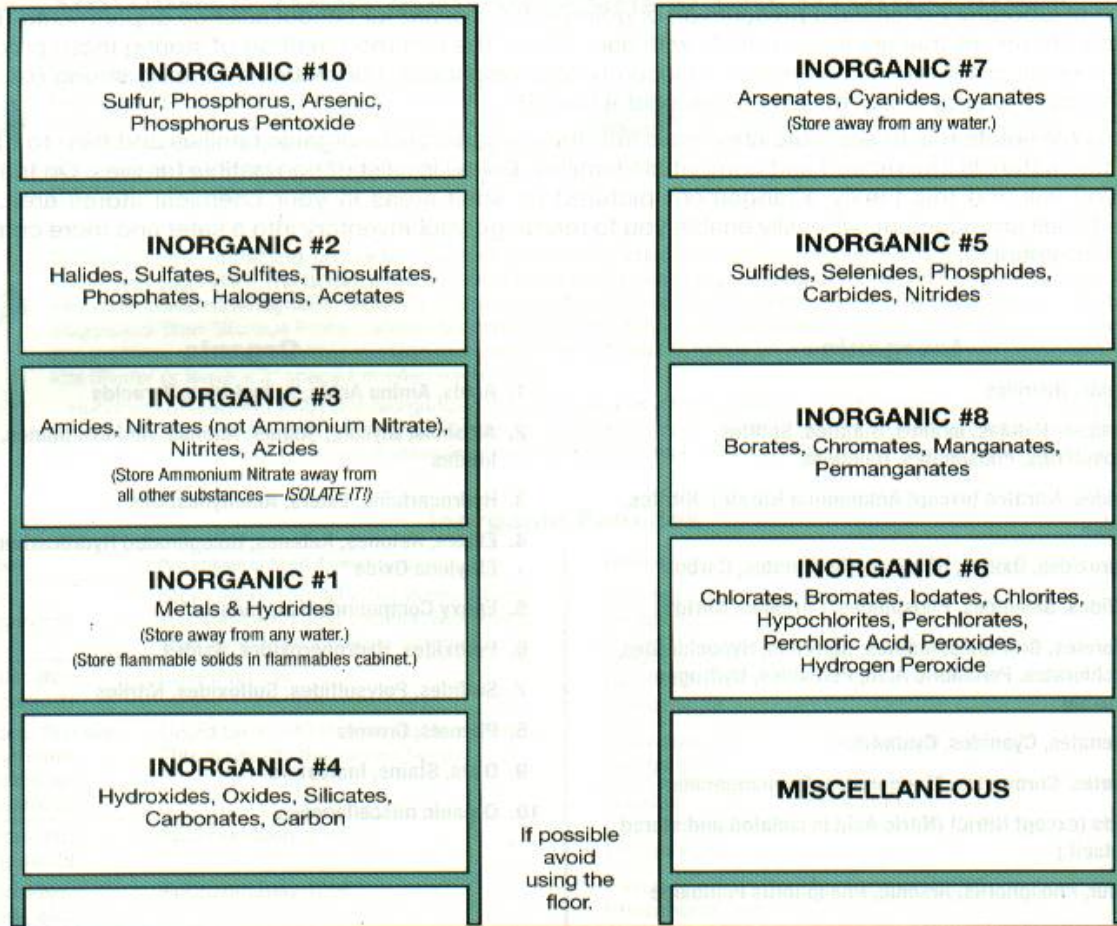 INORGANIC #10
Sulfur, Phosphorus, Arsenic,
Phosphorus Pentoxide
INORGANIC #2
Halides, Sulfates, Sulfites, Thiosulfates,
Phosphates, Halogens, Acetates
INORGANIC #3
Amides, Nitrates (not Ammonium Nitrate),
Nitrites, Azides
(Store Ammonium Nitrate away from
all other substances—ISOLATE IT!)
INORGANIC #1
Metals & Hydrides
(Store away from any water.)
(Store flammable solids in flammables cabinet.)
INORGANIC #4
Hydroxides, Oxides, Silicates,
Carbonates, Carbon
If possible
avoid
using the
floor.
INORGANIC #7
Arsenates, Cyanides, Cyanates
(Store away from any water.)
INORGANIC #5
Sulfides, Selenides, Phosphides,
Carbides, Nitrides
INORGANIC #8
Borates, Chromates, Manganates,
Permanganates
INORGANIC #6
Chlorates, Bromates, Iodates, Chlorites,
Hypochlorites, Perchlorates,
Perchloric Acid, Peroxides,
Hydrogen Peroxide
MISCELLANEOUS